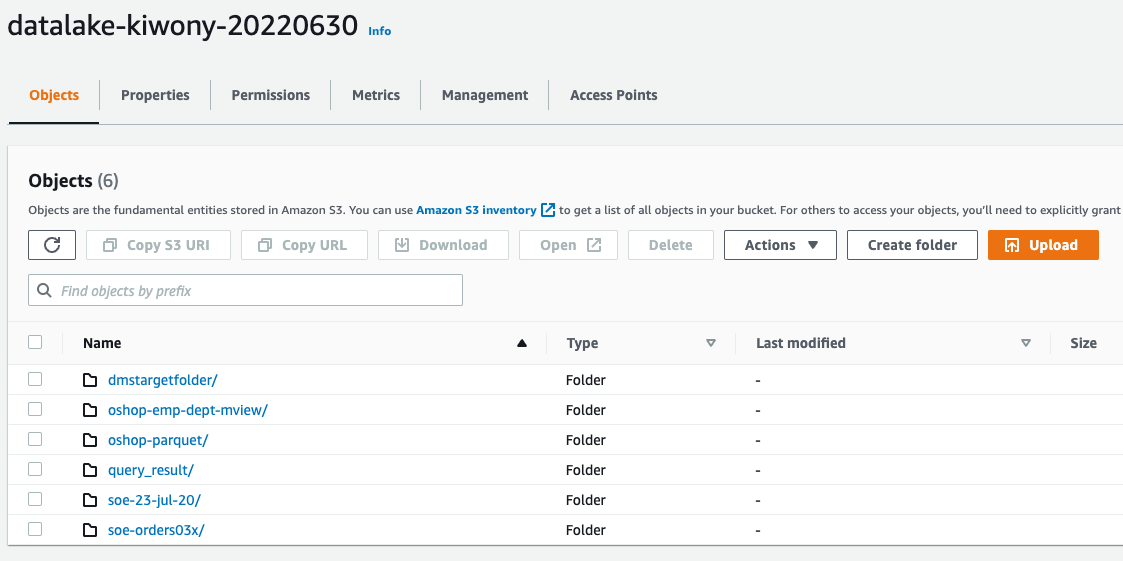 datalake-kiwony-20220630 Info
Objects Properties Permissions Metrics Management Access Points
Objects (6)
Objects are the fundamental entities stored in Amazon S3. You can use Amazon S3 inventory to get a list of all objects in your bucket. For others to access your objects, you'll need to explicitly grant
Copy S3 URI Copy URL Download Open Delete Actions Create folder Upload
Find objects by prefix
Name Type Last modified Size
dmstargetfolder/ Folder -
oshop-emp-dept-mview/ Folder -
oshop-parquet/ Folder -
query_result/ Folder -
soe-23-jul-20/ Folder -
soe-orders03x/ Folder -